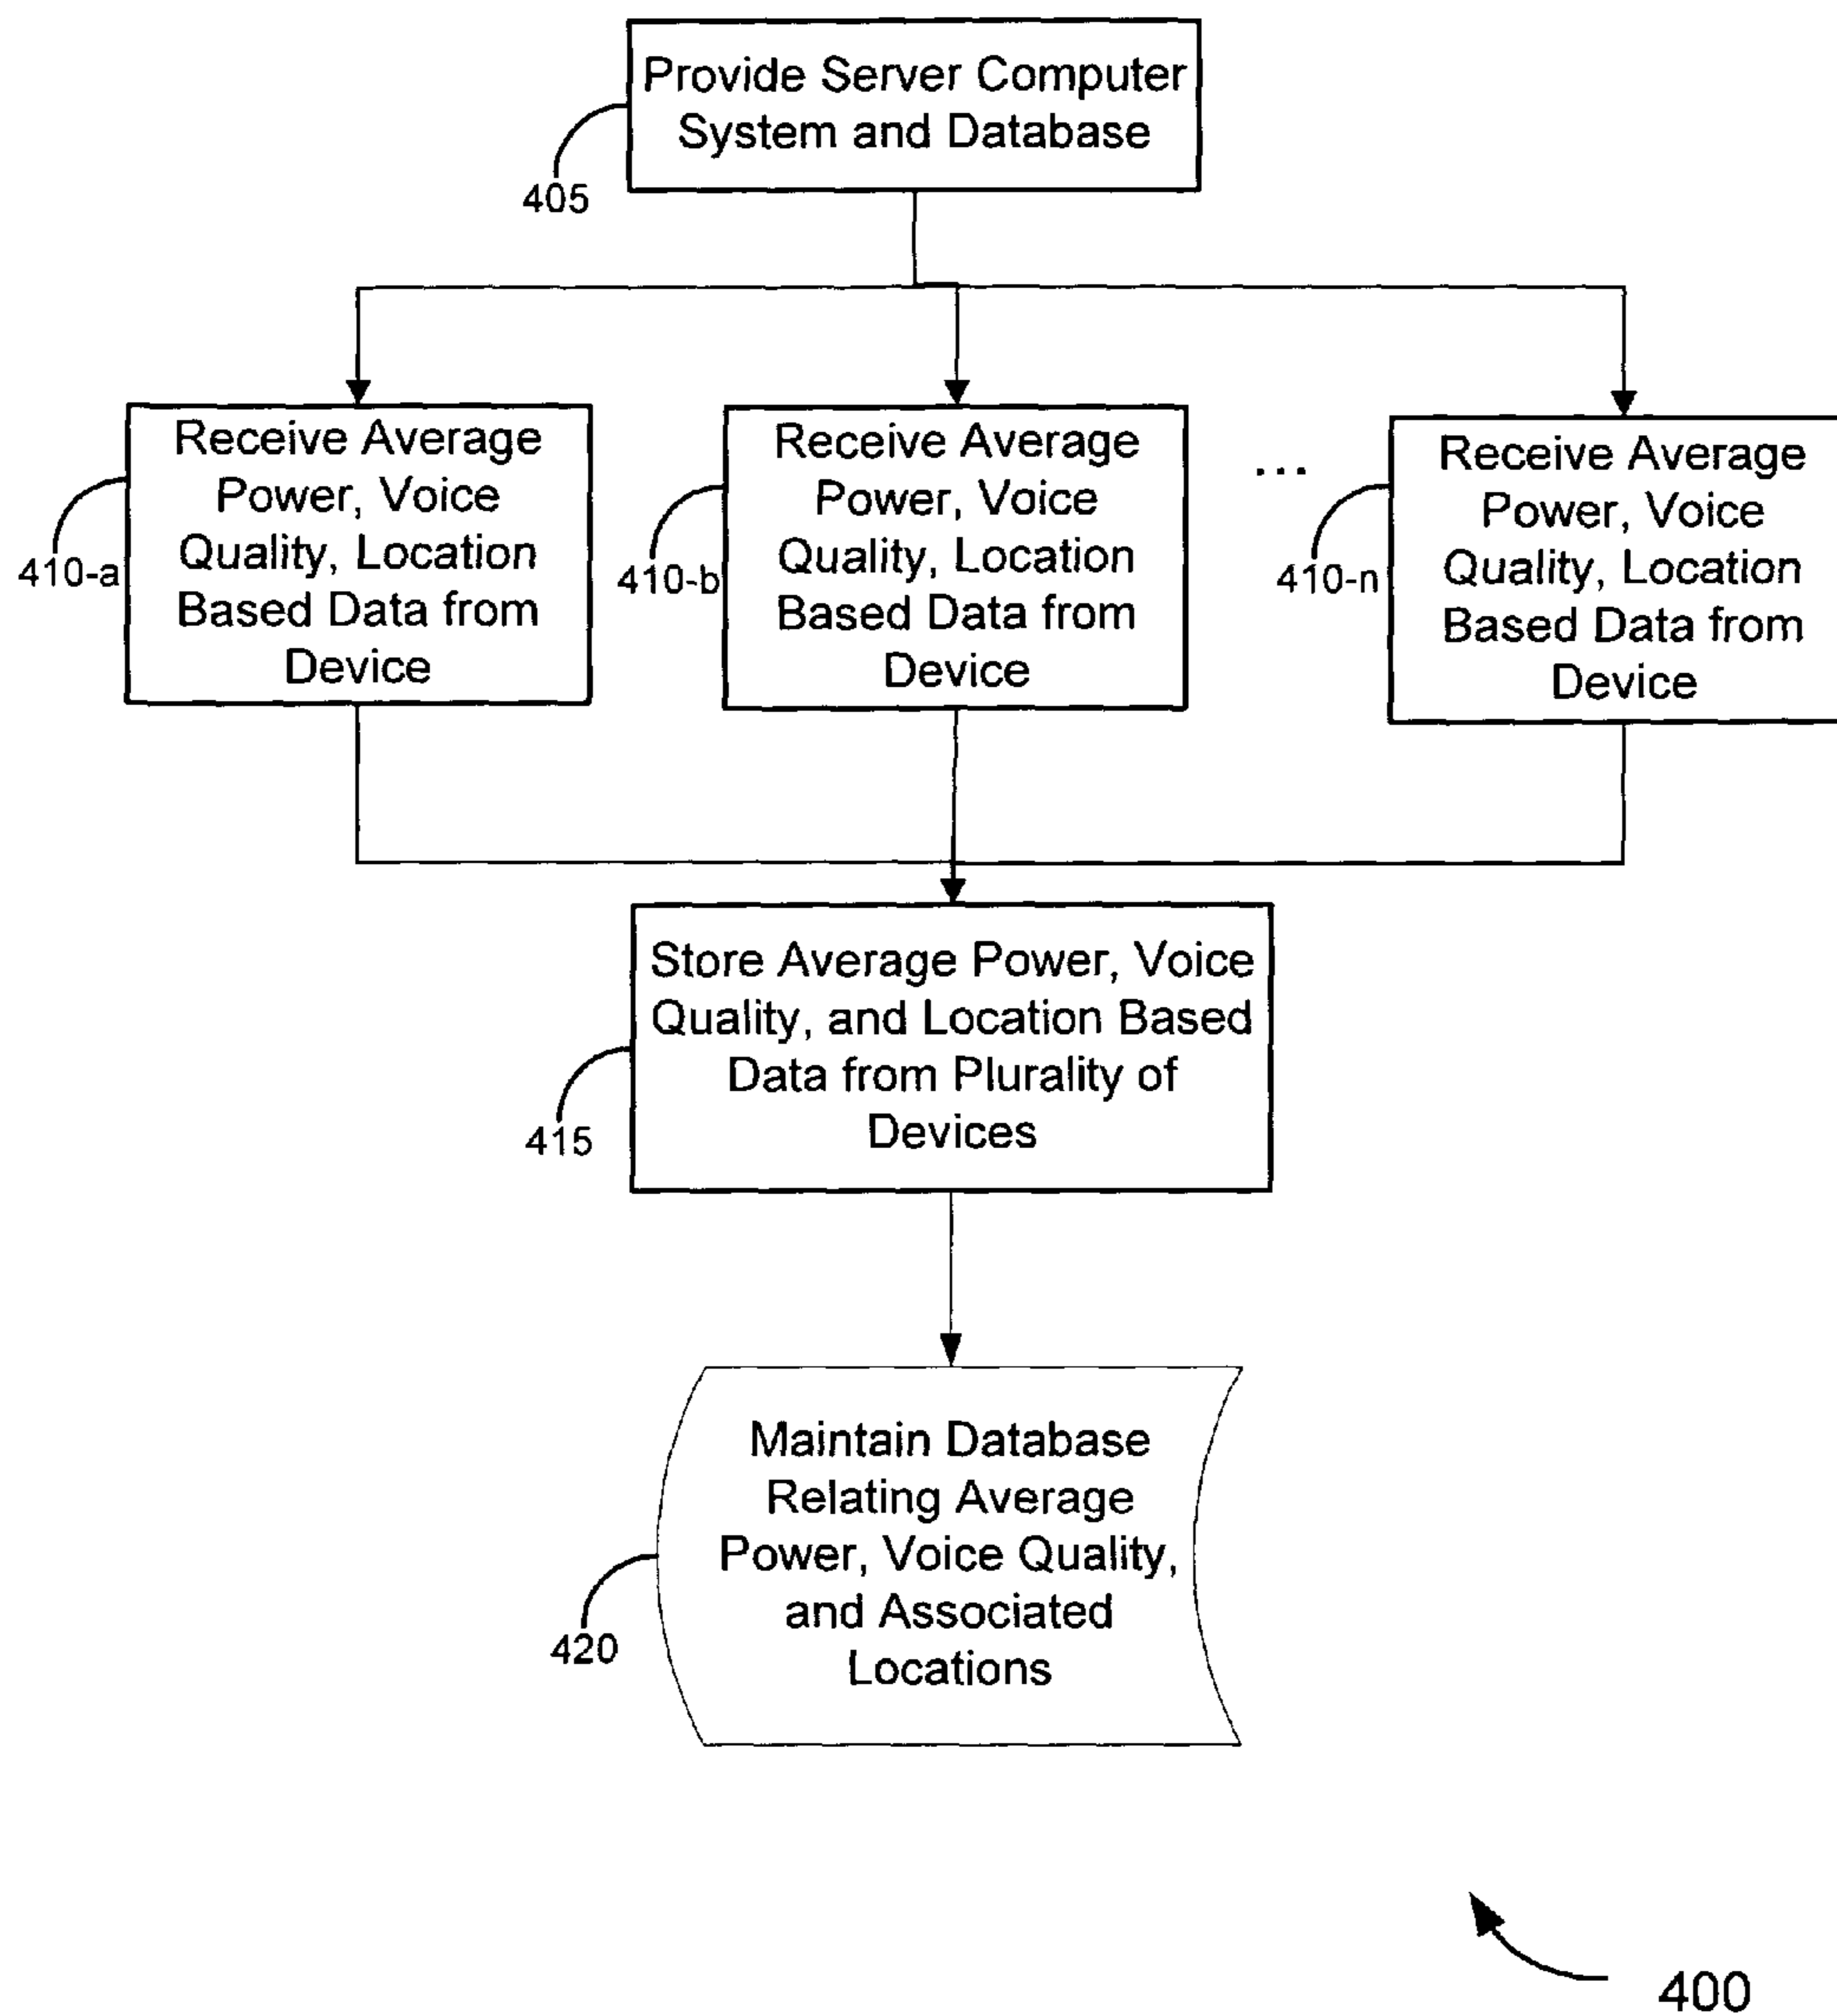 Provide Server Computer
System and Database
405
Receive Average
Power, Voice
Quality, Location
Based Data from
Device
410-a
Receive Average
Power, Voice
Quality, Location
Based Data from
Device
410-b
...
Receive Average
Power, Voice
Quality, Location
Based Data from
Device
410-n
Store Average Power, Voice
Quality, and Location Based
Data from Plurality of
Devices
415
Maintain Database
Relating Average
Power, Voice Quality,
and Associated
Locations
420
400